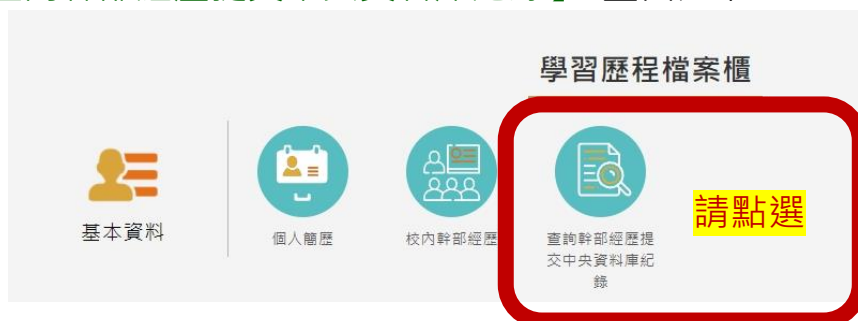 學習歷程檔案櫃
基本資料
個人簡歷
校內幹部經歷
查詢幹部經歷提
交中央資料庫紀
錄
請點選